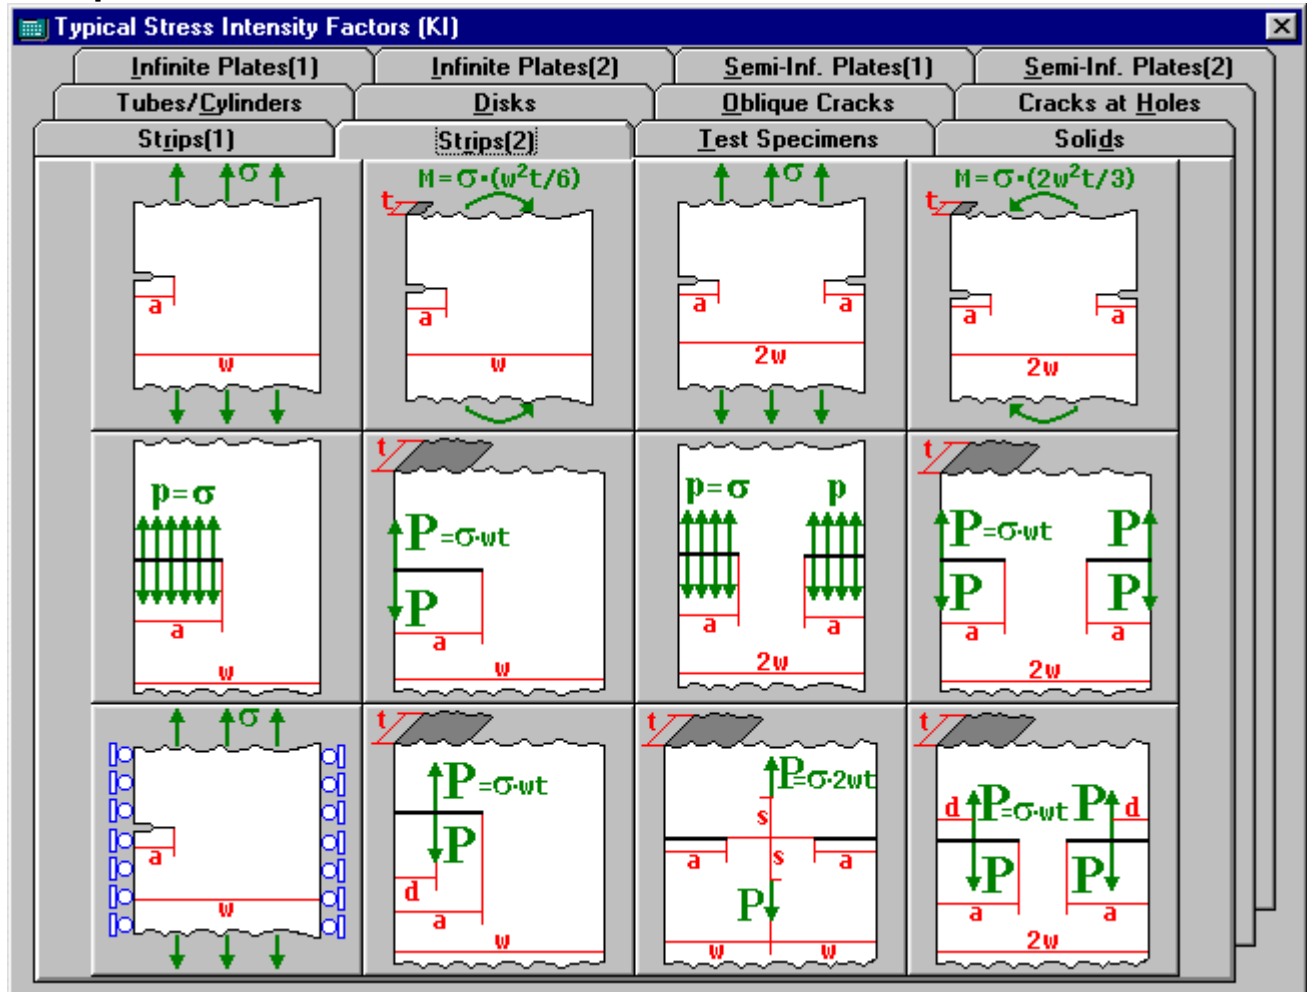 Typical Stress Intensity Factors (KI)
Infinite Plates(1)
Infinite Plates(2)
Semi-Inf. Plates(1)
Semi-Inf. Plates(2)
Tubes/Cylinders
Disks
Oblique Cracks
Cracks at Holes
Strips(1)
Strips(2)
Test Specimens
Solids
σ
a
w
M=σ·(w²t/6)
t
a
w
σ
a
a
2w
M=σ·(2w²t/3)
t
a
a
2w
p=σ
a
w
t
P=σ·wt
P
a
w
p=σ
p
a
a
2w
t
P=σ·wt
P
P
P
a
a
2w
σ
a
w
t
P=σ·wt
P
d
a
w
t
P=σ·2wt
s
a
s
a
P
w
w
t
d
P=σ·wt
P
d
P
P
a
a
2w